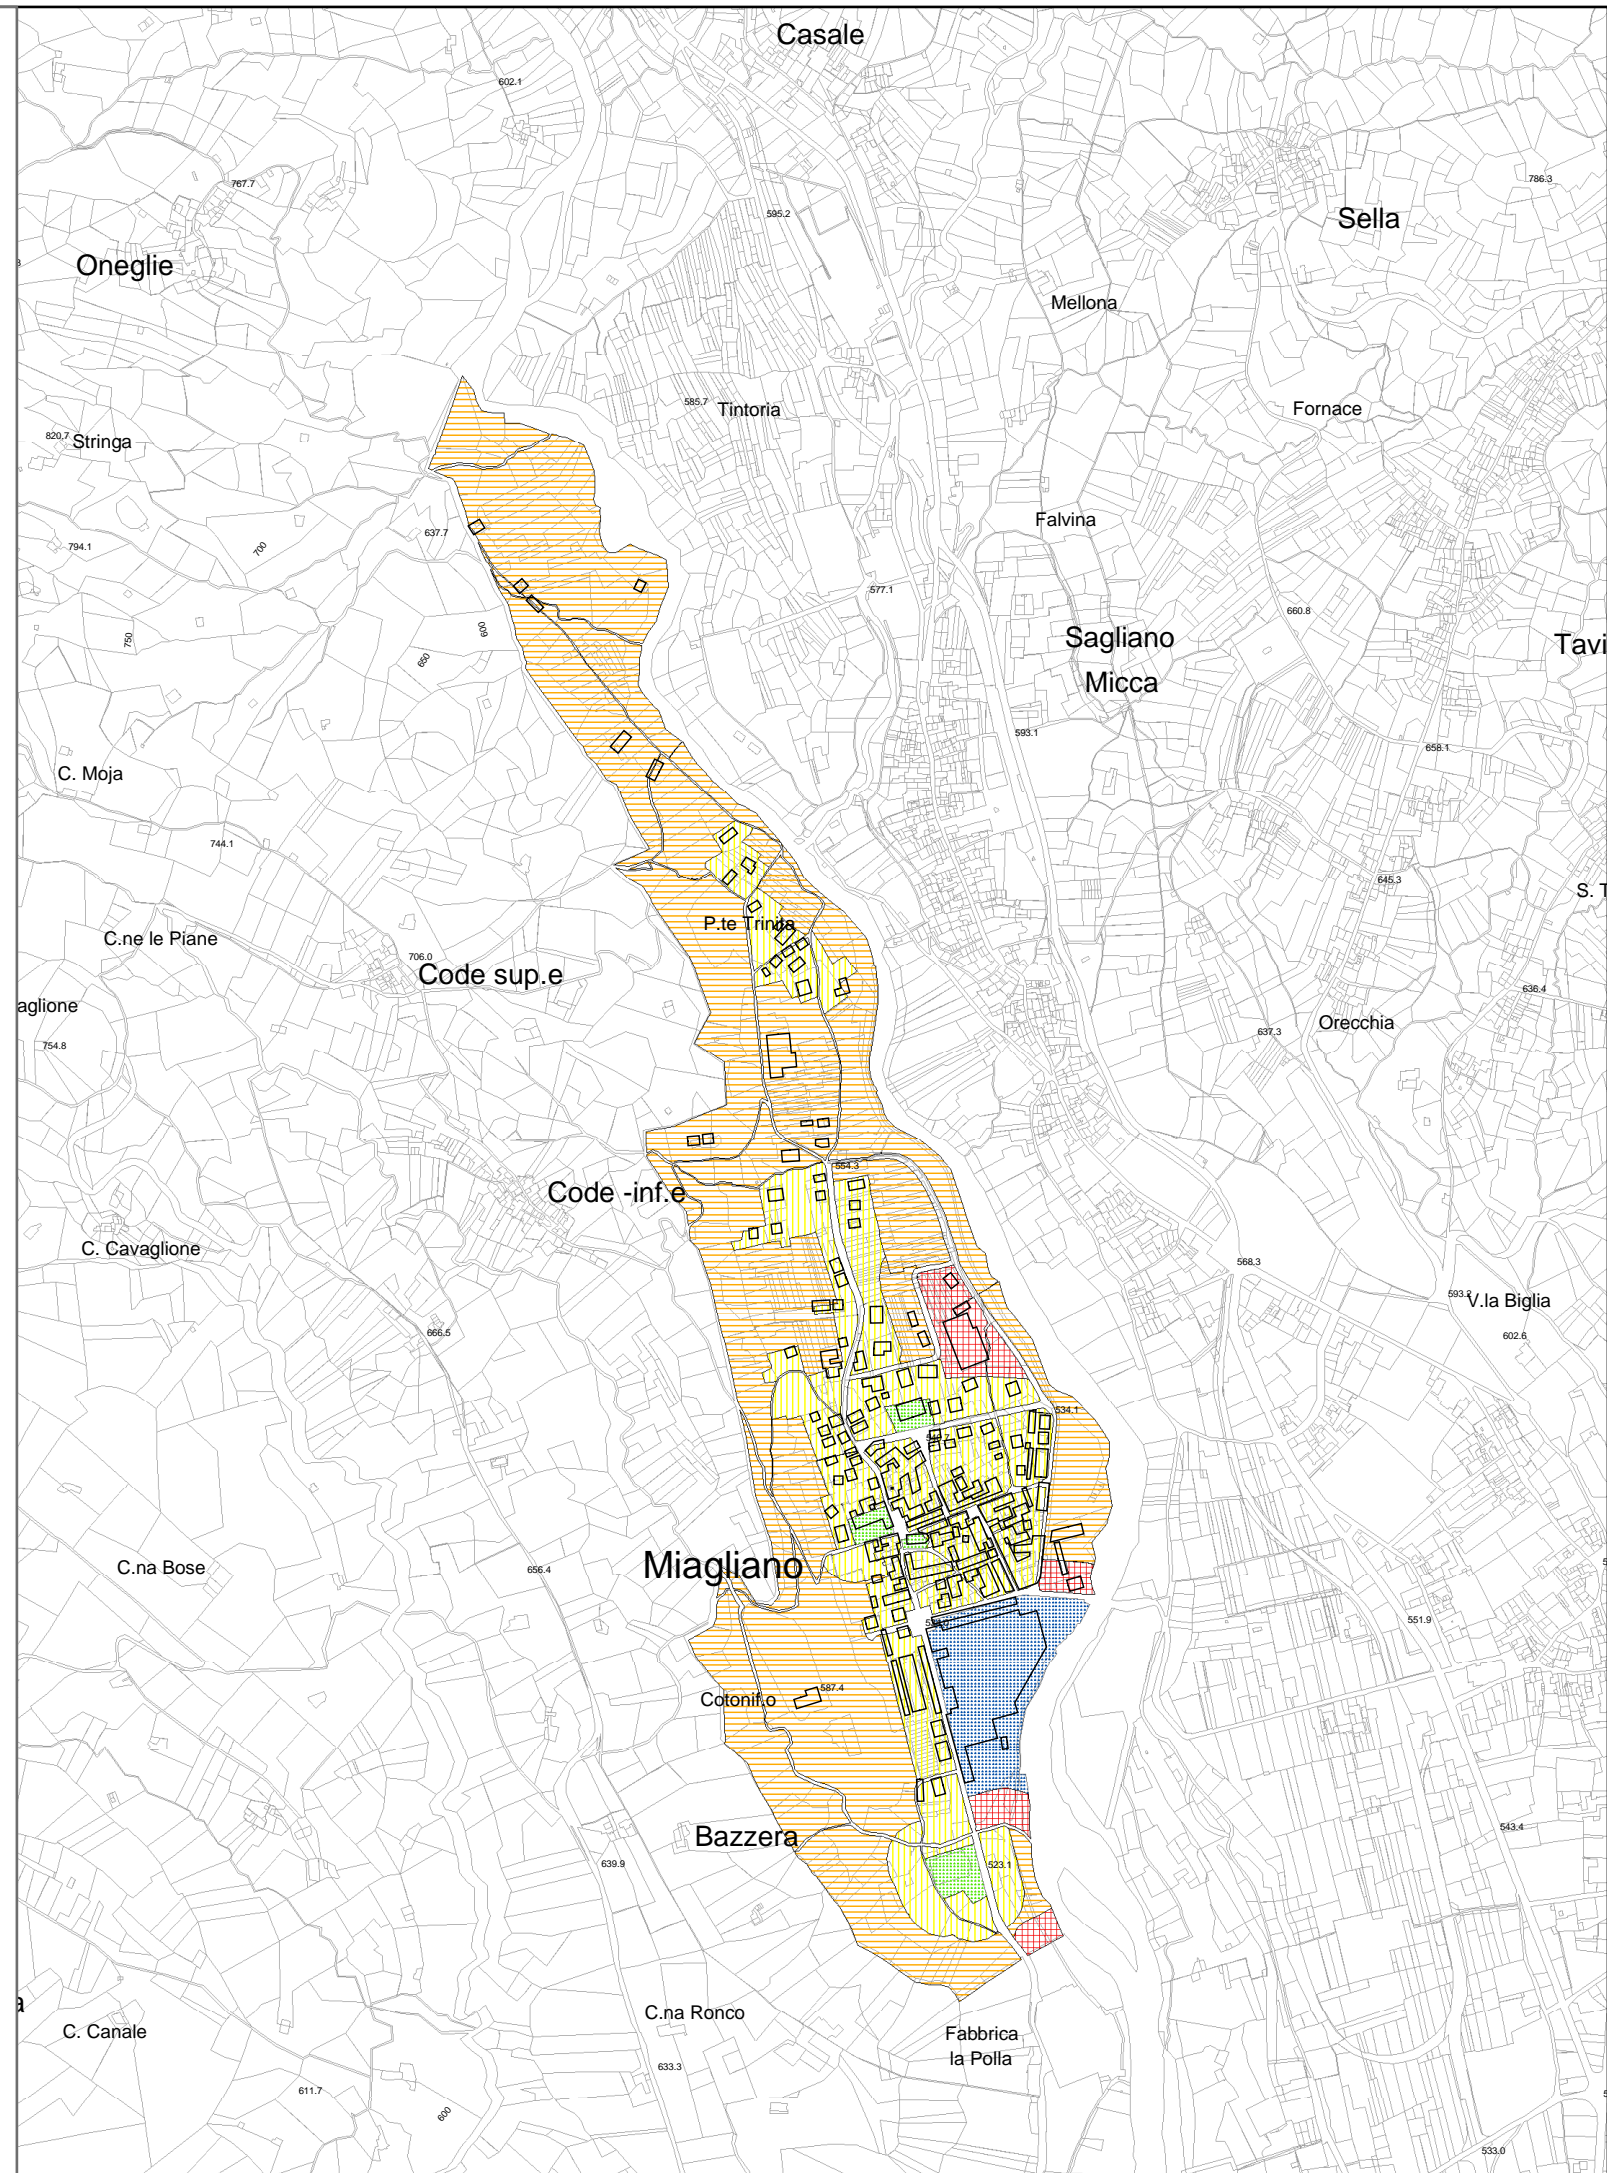 Casale
602.1
767.7
786.3
595.2
Sella
Oneglie
Mellona
585.7
Tintoria
Fornace
820.7
Stringa
637.7
Falvina
794.1
700
577.1
660.8
750
600
Sagliano
Micca
Tavi
650
593.1
658.1
C. Moja
744.1
645.3
S. T
P.te Trinita
C.ne le Piane
706.0
Code sup.e
636.4
aglione
Orecchia
637.3
754.8
554.3
Code -inf.e
C. Cavaglione
568.3
593.2
V.la Biglia
666.5
602.6
534.1
Miagliano
C.na Bose
656.4
551.9
587.4
Cotonif.o
Bazzera
543.4
639.9
523.1
a
C.na Ronco
C. Canale
Fabbrica
la Polla
633.3
611.7
600
533.0